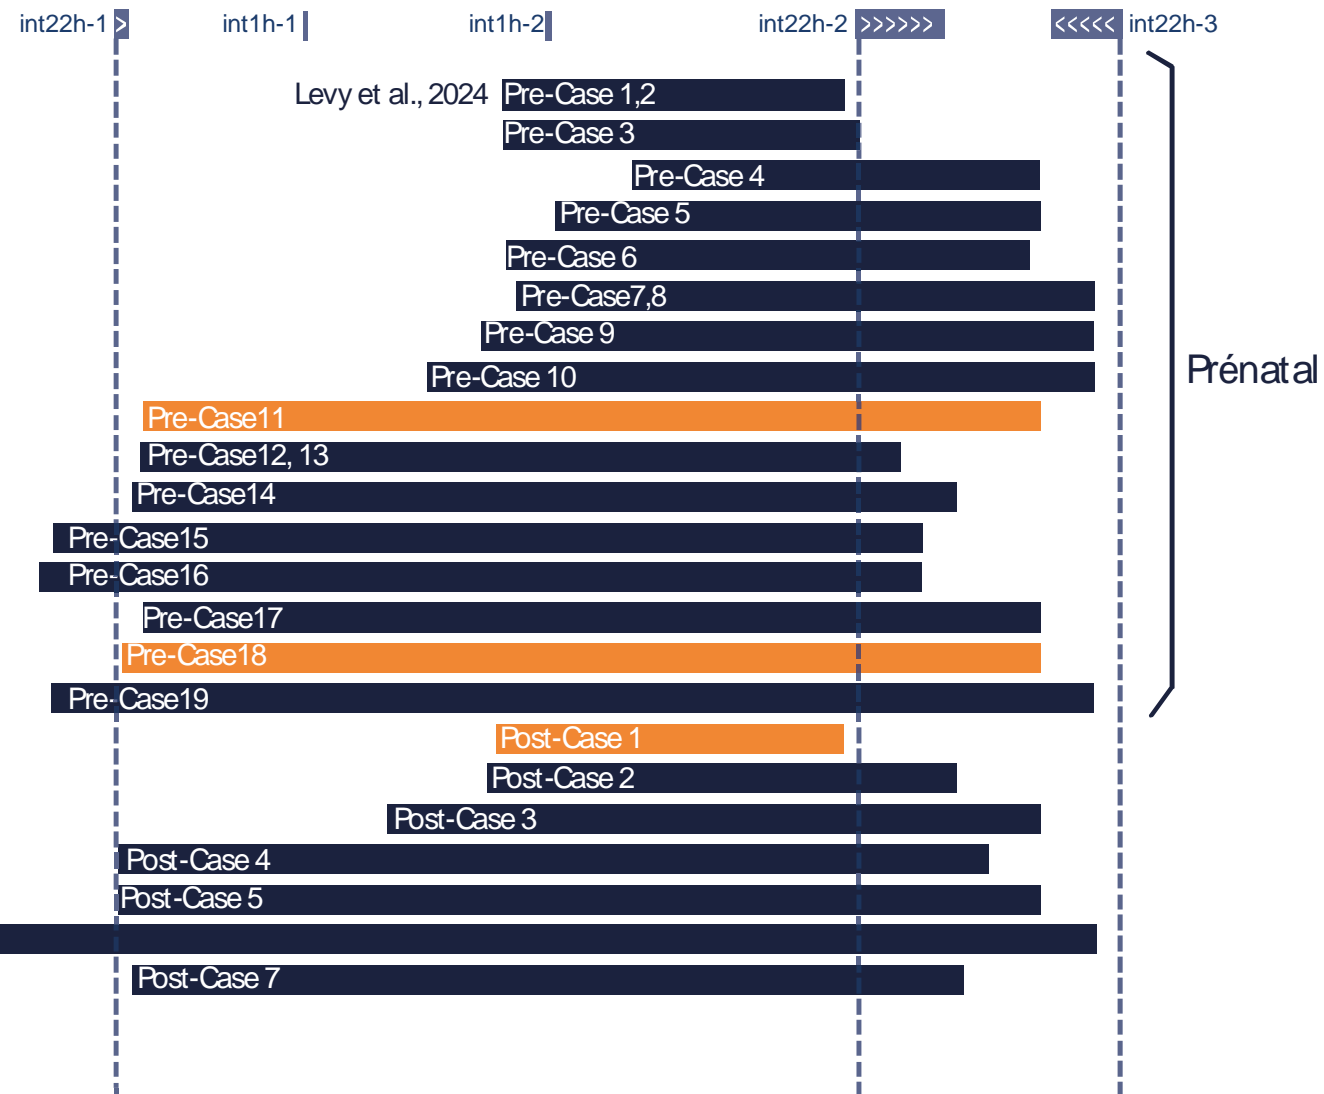 int22h-1 > int1h-1 int1h-2 int22h-2 >>>>>> <<<<< int22h-3
Levy et al., 2024 Pre-Case 1,2
Pre-Case 3
Pre-Case 4
Pre-Case 5
Pre-Case 6
Pre-Case7,8
Pre-Case 9
Prénatal
Pre-Case 10
Pre-Case11
Pre-Case12, 13
Pre-Case14
Pre-Case15
Pre-Case16
Pre-Case17
Pre-Case18
Pre-Case19
Post-Case 1
Post-Case 2
Post-Case 3
Post-Case 4
Post-Case 5
Post-Case 7